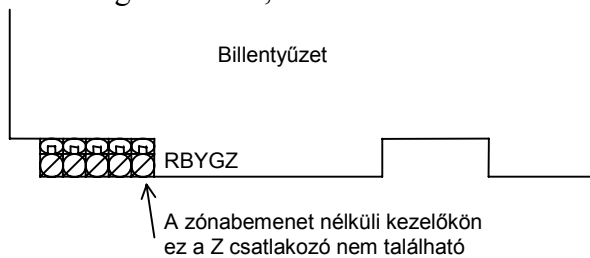 Billentyűzet
RBYGZ
A zónabemenet nélküli kezelőkön
ez a Z csatlakozó nem található